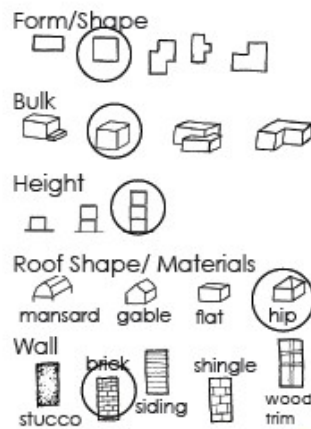 Form/Shape
Bulk
Height
Roof Shape/ Materials
mansard gable flat hip
Wall
brick shingle
stucco siding wood
trim